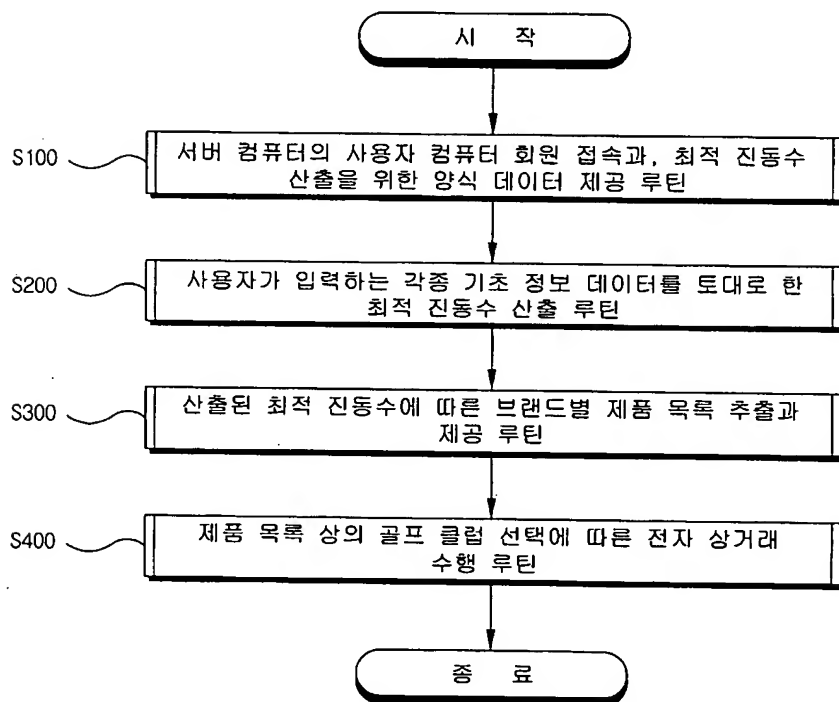 시 작
S100
서버 컴퓨터의 사용자 컴퓨터 회원 접속과, 최적 진동수
산출을 위한 양식 데이터 제공 루틴
S200
사용자가 입력하는 각종 기초 정보 데이터를 토대로 한
최적 진동수 산출 루틴
S300
산출된 최적 진동수에 따른 브랜드별 제품 목록 추출과
제공 루틴
S400
제품 목록 상의 골프 클럽 선택에 따른 전자 상거래
수행 루틴
종 료